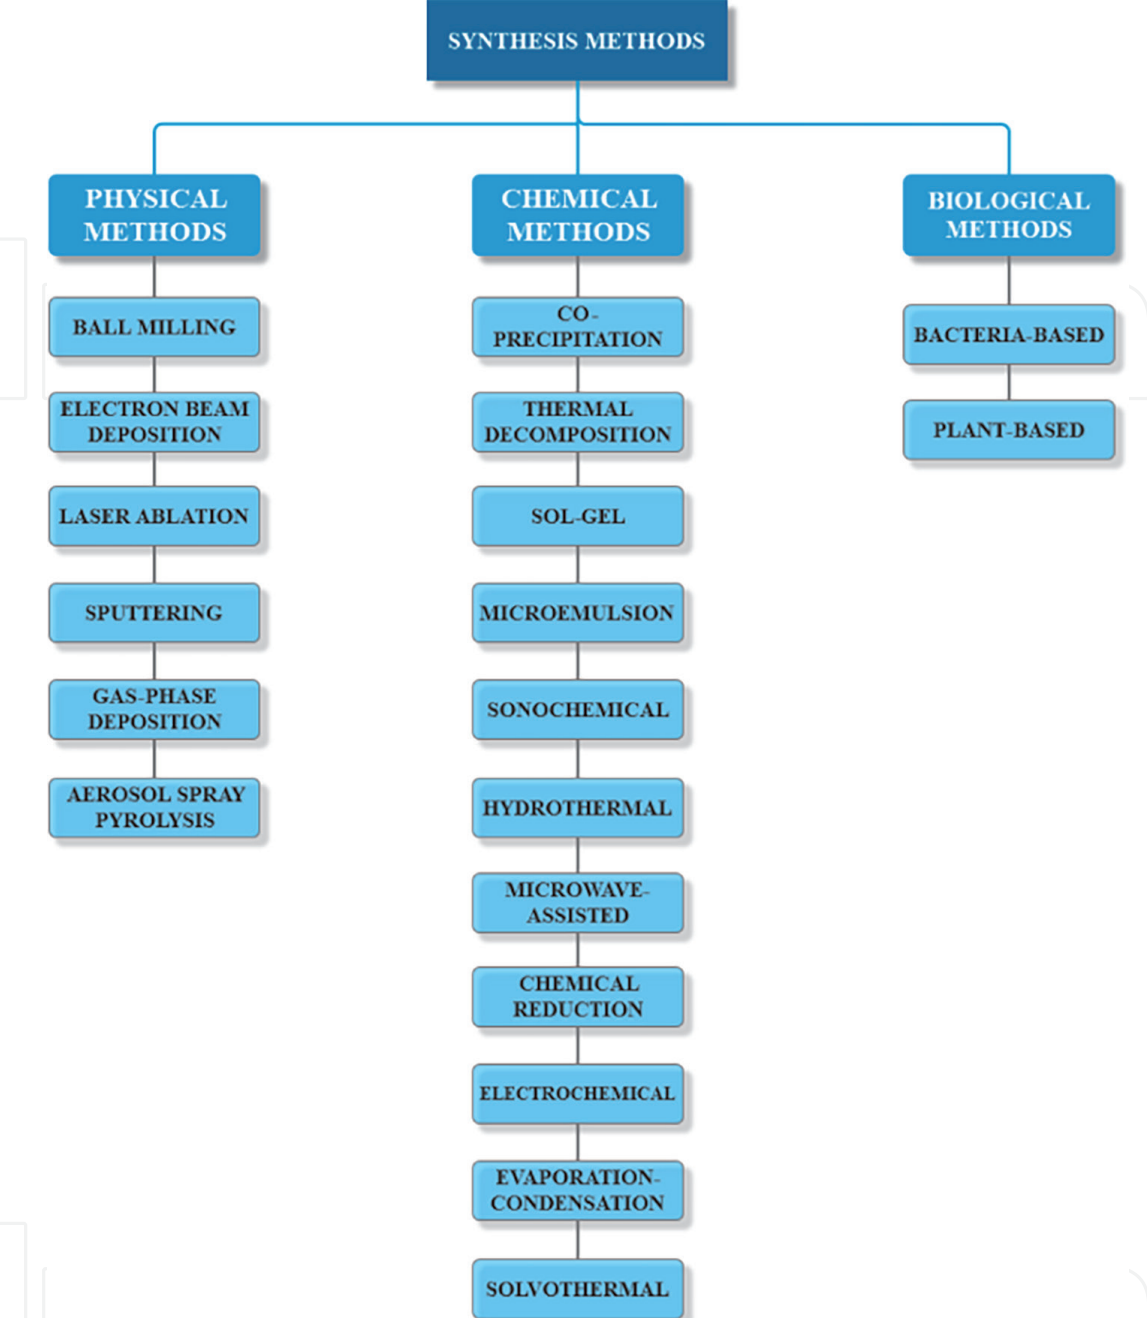 SYNTHESIS METHODS
PHYSICAL
METHODS
BALL MILLING
ELECTRON BEAM
DEPOSITION
LASER ABLATION
SPUTTERING
GAS-PHASE
DEPOSITION
AEROSOL SPRAY
PYROLYSIS
CHEMICAL
METHODS
CO-
PRECIPITATION
THERMAL
DECOMPOSITION
SOL-GEL
MICROEMULSION
SONOCHEMICAL
HYDROTHERMAL
MICROWAVE-
ASSISTED
CHEMICAL
REDUCTION
ELECTROCHEMICAL
EVAPORATION-
CONDENSATION
SOLVOTHERMAL
BIOLOGICAL
METHODS
BACTERIA-BASED
PLANT-BASED